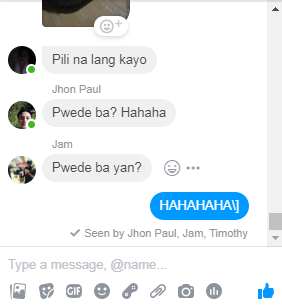 Pili na lang kayo
Jhon Paul
Pwede ba? Hahaha
Jam
Pwede ba yan?
HAHAHAHA\]
Seen by Jhon Paul, Jam, Timothy
Type a message, @name...
GIF